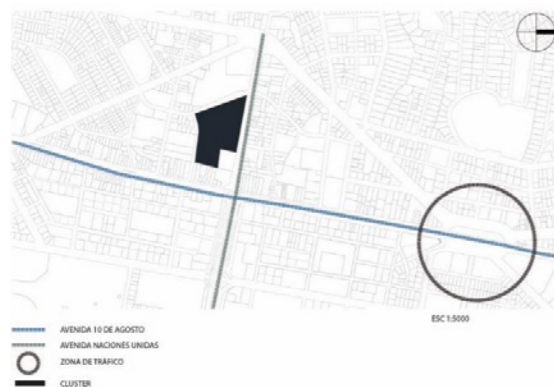 ESC 1:5000
AVENIDA 10 DE AGOSTO
AVENIDA NACIONES UNIDAS
ZONA DE TRÁFICO
CLUSTER